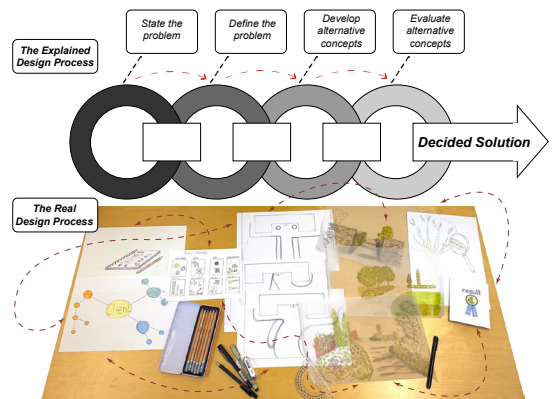 State the
problem
Define the
problem
Develop
alternative
concepts
Evaluate
alternative
concepts
The Explained
Design Process
Decided Solution
The Real
Design Process
Client
result